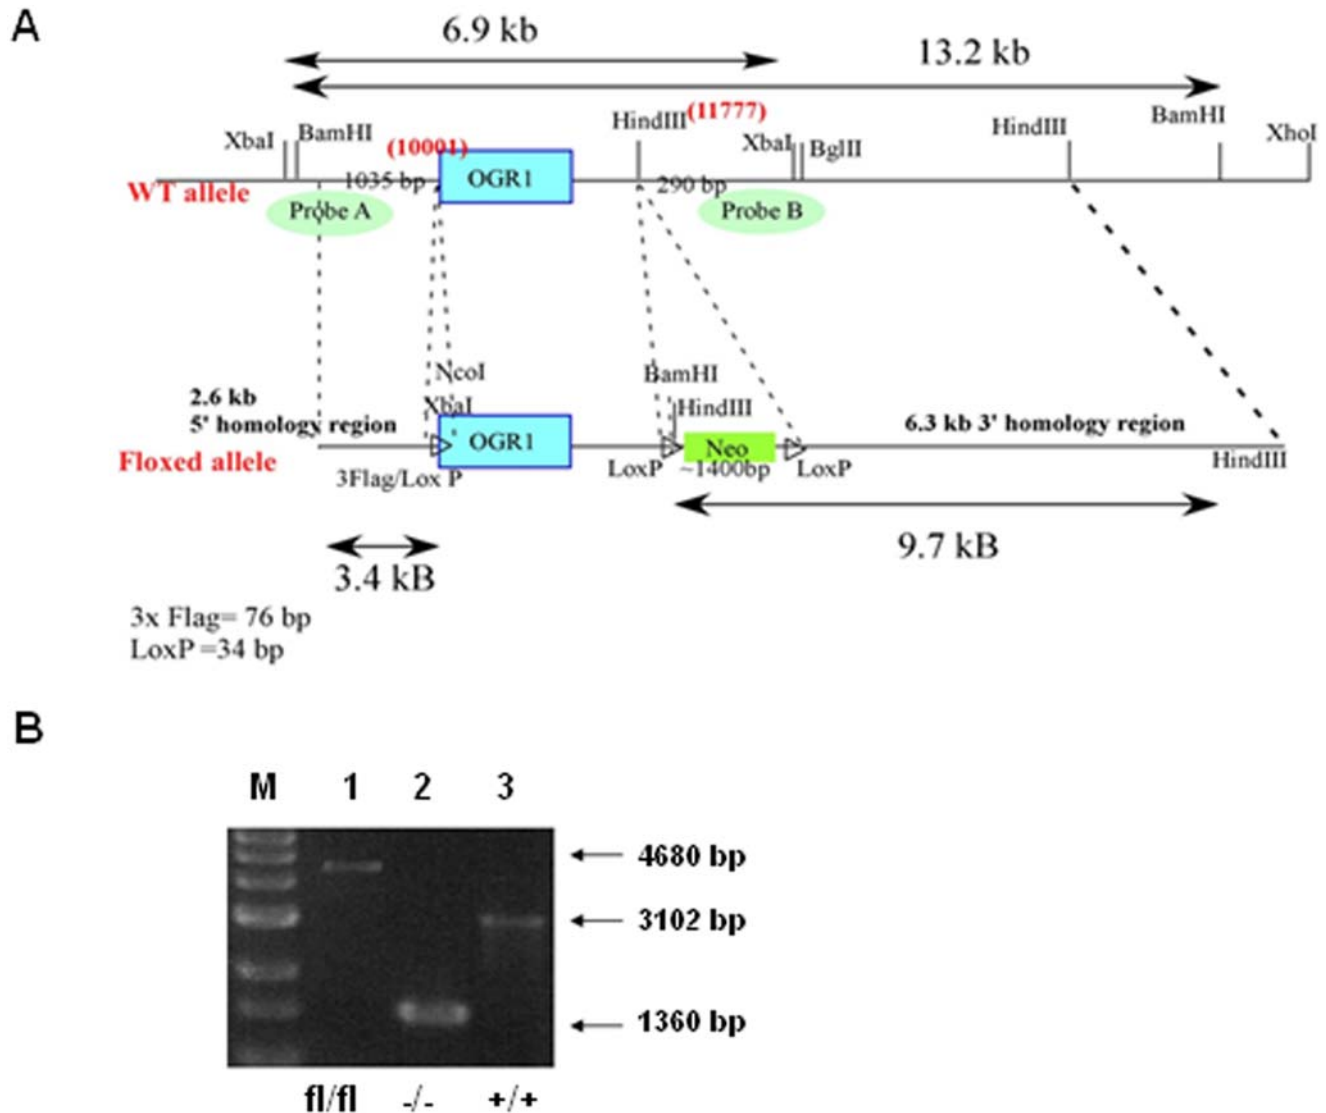 A
6.9 kb
13.2 kb
XbaI
BamHI
(10001)
HindIII
(11777)
XbaI
BglII
HindIII
BamHI
XhoI
WT allele
1035 bp
OGR1
290 bp
Probe A
Probe B
NcoI
XbaI
BamHI
HindIII
2.6 kb
5' homology region
OGR1
Neo
6.3 kb 3' homology region
Floxed allele
3Flag/Lox P
LoxP
~1400bp
LoxP
HindIII
3.4 kB
9.7 kB
3x Flag= 76 bp
LoxP =34 bp
B
M 1 2 3
4680 bp
3102 bp
1360 bp
fl/fl -/- +/+